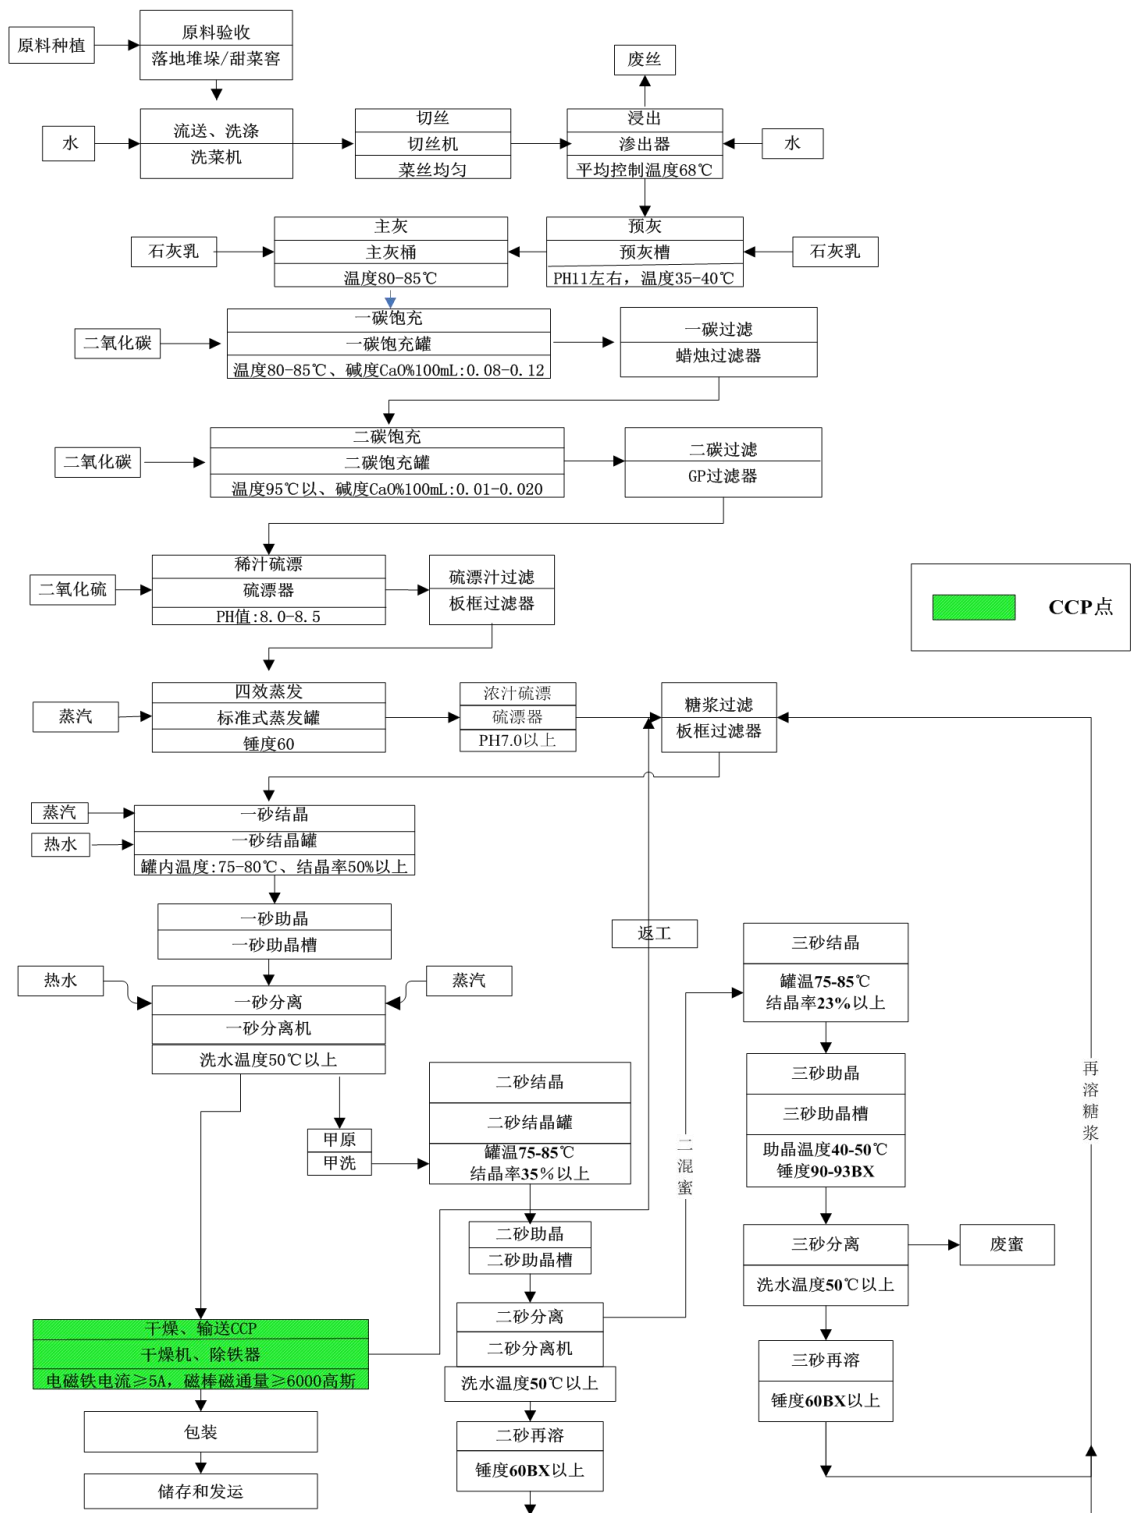 原料种植
原料验收
落地堆垛/甜菜窖
废丝
水
流送、洗涤
洗菜机
切丝
切丝机
菜丝均匀
浸出
渗出器
平均控制温度68℃
水
石灰乳
主灰
主灰桶
温度80-85℃
预灰
预灰槽
PH11左右，温度35-40℃
石灰乳
二氧化碳
一碳饱充
一碳饱充罐
温度80-85℃、碱度CaO%100mL:0.08-0.12
一碳过滤
蜡烛过滤器
二氧化碳
二碳饱充
二碳饱充罐
温度95℃以、碱度CaO%100mL:0.01-0.020
二碳过滤
GP过滤器
二氧化硫
稀汁硫漂
硫漂器
PH值:8.0-8.5
硫漂汁过滤
板框过滤器
CCP点
蒸汽
四效蒸发
标准式蒸发罐
锤度60
浓汁硫漂
硫漂器
PH7.0以上
糖浆过滤
板框过滤器
蒸汽
热水
一砂结晶
一砂结晶罐
罐内温度:75-80℃、结晶率50%以上
一砂助晶
一砂助晶槽
返工
热水
蒸汽
一砂分离
一砂分离机
洗水温度50℃以上
甲原
甲洗
二砂结晶
二砂结晶罐
罐温75-85℃
结晶率35%以上
二混蜜
三砂结晶
罐温75-85℃
结晶率23%以上
三砂助晶
三砂助晶槽
助晶温度40-50℃
锤度90-93BX
再溶糖浆
二砂助晶
二砂助晶槽
三砂分离
洗水温度50℃以上
废蜜
二砂分离
二砂分离机
洗水温度50℃以上
干燥、输送CCP
干燥机、除铁器
电磁铁电流≥5A，磁棒磁通量≥6000高斯
三砂再溶
锤度60BX以上
包装
二砂再溶
锤度60BX以上
储存和发运